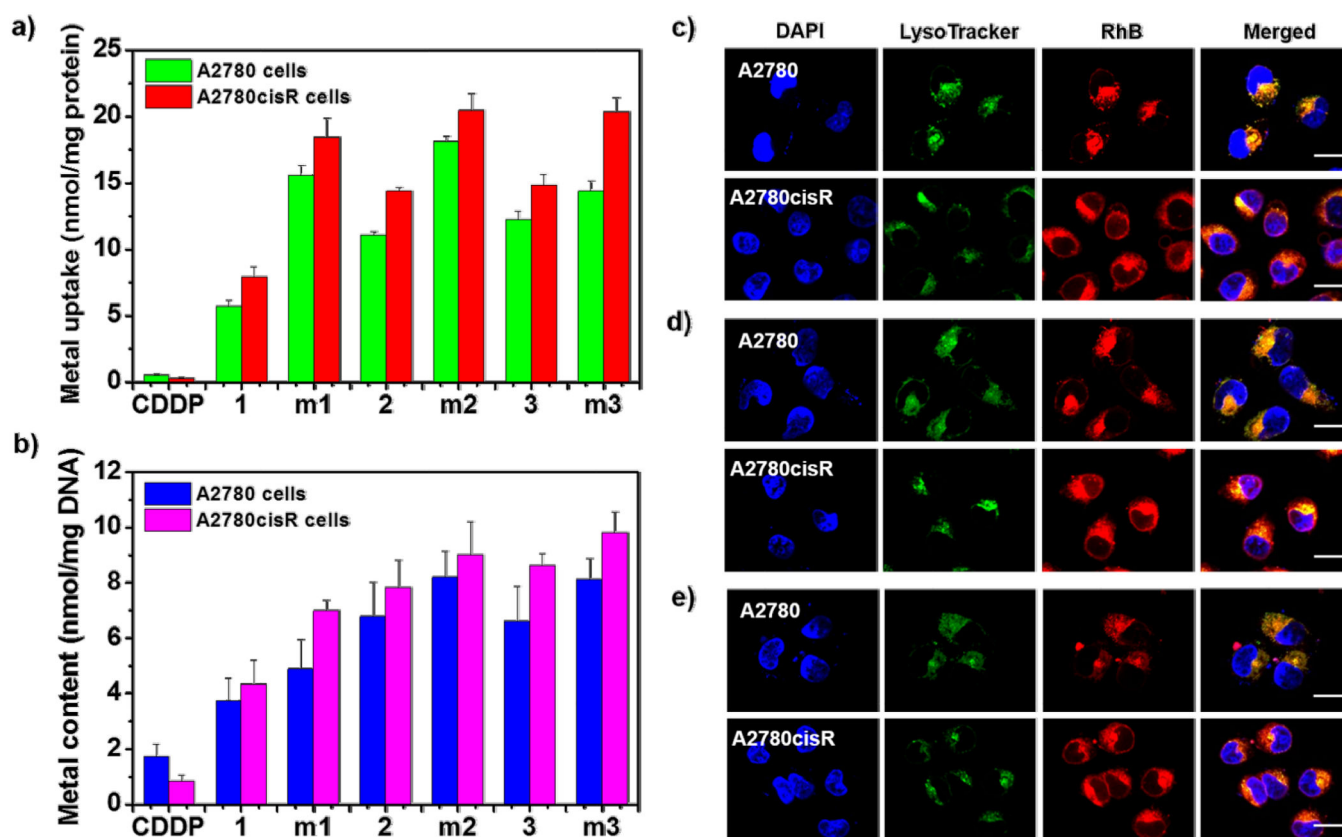 a)
Metal uptake (nmol/mg protein)
25
20
15
10
5
0
A2780 cells
A2780cisR cells
CDDP 1 m1 2 m2 3 m3
b)
Metal content (nmol/mg DNA)
12
10
8
6
4
2
0
A2780 cells
A2780cisR cells
CDDP 1 m1 2 m2 3 m3
c)
DAPI LysoTracker RhB Merged
A2780
A2780cisR
d)
A2780
A2780cisR
e)
A2780
A2780cisR